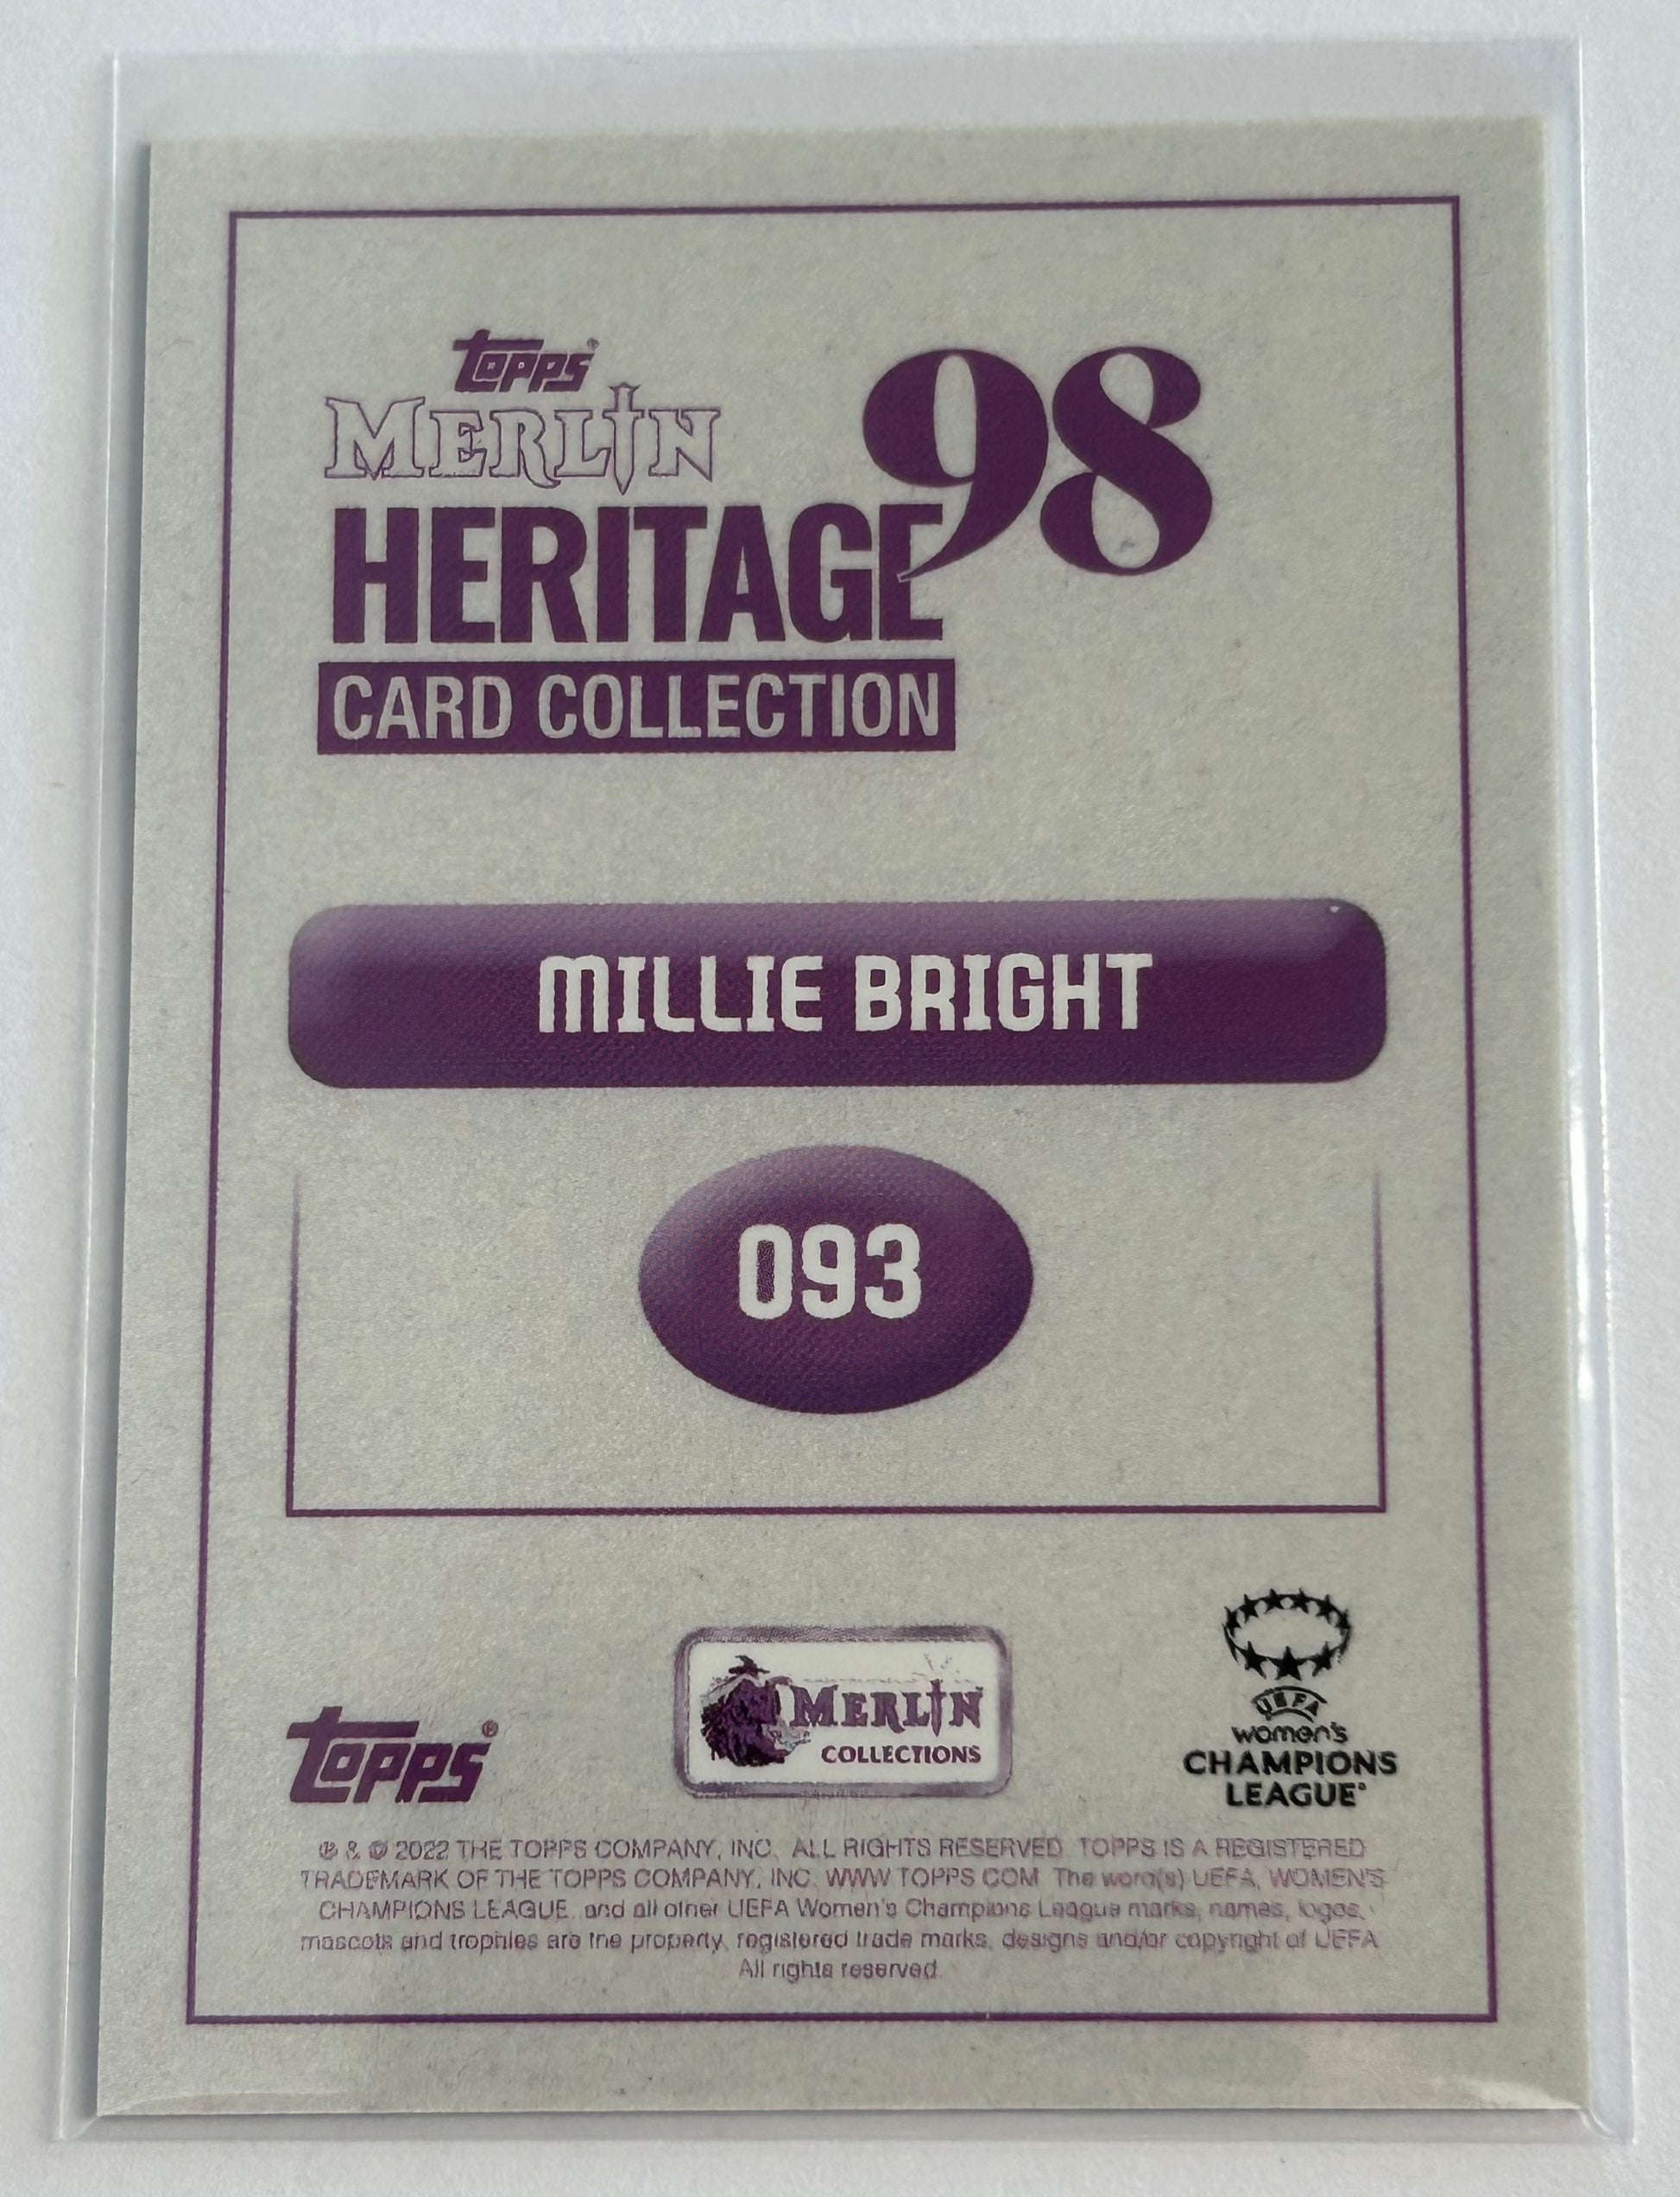 TOPPS®
MERLIN 98
HERITAGE
CARD COLLECTION
MILLIE BRIGHT
093
TOPPS®
MERLIN
COLLECTIONS
UEFA
women's
CHAMPIONS
LEAGUE®
® & © 2022 THE TOPPS COMPANY, INC. ALL RIGHTS RESERVED. TOPPS IS A REGISTERED
TRADEMARK OF THE TOPPS COMPANY, INC. WWW.TOPPS.COM. The word(s) UEFA, WOMEN'S
CHAMPIONS LEAGUE, and all other UEFA Women's Champions League marks, names, logos,
mascots and trophies are the property, registered trade marks, designs and/or copyright of UEFA
All rights reserved.